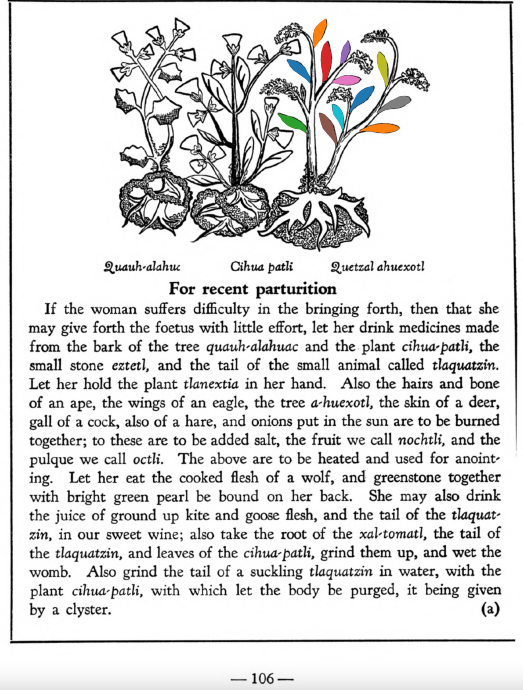 Quauh-alahuc Cihua patli Quetzal ahuexotl
For recent parturition
If the woman suffers difficulty in the bringing forth, then that she
may give forth the foetus with little effort, let her drink medicines made
from the bark of the tree quauh-alahuac and the plant cihua-patli, the
small stone eztetl, and the tail of the small animal called tlaquatzin.
Let her hold the plant tlanextia in her hand. Also the hairs and bone
of an ape, the wings of an eagle, the tree a-huexotl, the skin of a deer,
gall of a cock, also of a hare, and onions put in the sun are to be burned
together; to these are to be added salt, the fruit we call nochtli, and the
pulque we call octli. The above are to be heated and used for anoint-
ing. Let her eat the cooked flesh of a wolf, and greenstone together
with bright green pearl be bound on her back. She may also drink
the juice of ground up kite and goose flesh, and the tail of the tlaquat-
zin, in our sweet wine; also take the root of the xal-tomatl, the tail of
the tlaquatzin, and leaves of the cihua-patli, grind them up, and wet the
womb. Also grind the tail of a suckling tlaquatzin in water, with the
plant cihua-patli, with which let the body be purged, it being given
by a clyster. (a)
— 106 —